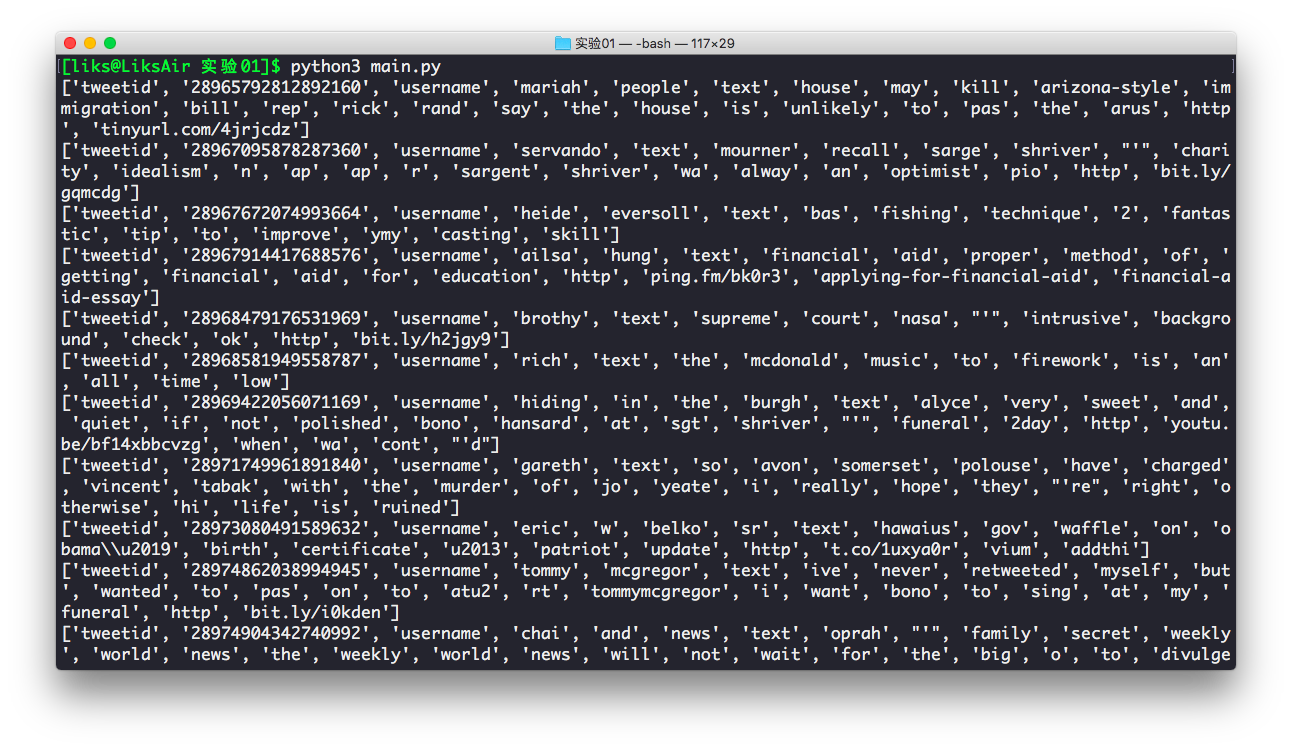 实验01 — -bash — 117×29
[[liks@LiksAir 实验01]$ python3 main.py ]
['tweetid', '28965792812892160', 'username', 'mariah', 'people', 'text', 'house', 'may', 'kill', 'arizona-style', 'im
migration', 'bill', 'rep', 'rick', 'rand', 'say', 'the', 'house', 'is', 'unlikely', 'to', 'pas', 'the', 'arus', 'http
', 'tinyurl.com/4jrjcdz']
['tweetid', '28967095878287360', 'username', 'servando', 'text', 'mourner', 'recall', 'sarge', 'shriver', "'", 'chari
ty', 'idealism', 'n', 'ap', 'ap', 'r', 'sargent', 'shriver', 'wa', 'alway', 'an', 'optimist', 'pio', 'http', 'bit.ly/
gqmcdg']
['tweetid', '28967672074993664', 'username', 'heide', 'eversoll', 'text', 'bas', 'fishing', 'technique', '2', 'fantas
tic', 'tip', 'to', 'improve', 'ymy', 'casting', 'skill']
['tweetid', '28967914417688576', 'username', 'ailsa', 'hung', 'text', 'financial', 'aid', 'proper', 'method', 'of', '
getting', 'financial', 'aid', 'for', 'education', 'http', 'ping.fm/bk0r3', 'applying-for-financial-aid', 'financial-a
id-essay']
['tweetid', '28968479176531969', 'username', 'brothy', 'text', 'supreme', 'court', 'nasa', "'", 'intrusive', 'backgro
und', 'check', 'ok', 'http', 'bit.ly/h2jgy9']
['tweetid', '28968581949558787', 'username', 'rich', 'text', 'the', 'mcdonald', 'music', 'to', 'firework', 'is', 'an'
, 'all', 'time', 'low']
['tweetid', '28969422056071169', 'username', 'hiding', 'in', 'the', 'burgh', 'text', 'alyce', 'very', 'sweet', 'and',
 'quiet', 'if', 'not', 'polished', 'bono', 'hansard', 'at', 'sgt', 'shriver', "'", 'funeral', '2day', 'http', 'youtu.
be/bf14xbbcvzg', 'when', 'wa', 'cont', "'d"]
['tweetid', '28971749961891840', 'username', 'gareth', 'text', 'so', 'avon', 'somerset', 'polouse', 'have', 'charged'
, 'vincent', 'tabak', 'with', 'the', 'murder', 'of', 'jo', 'yeate', 'i', 'really', 'hope', 'they', "'re", 'right', 'o
therwise', 'hi', 'life', 'is', 'ruined']
['tweetid', '28973080491589632', 'username', 'eric', 'w', 'belko', 'sr', 'text', 'hawaius', 'gov', 'waffle', 'on', 'o
bama\\u2019', 'birth', 'certificate', 'u2013', 'patriot', 'update', 'http', 't.co/1uxya0r', 'vium', 'addthi']
['tweetid', '28974862038994945', 'username', 'tommy', 'mcgregor', 'text', 'ive', 'never', 'retweeted', 'myself', 'but
', 'wanted', 'to', 'pas', 'on', 'to', 'atu2', 'rt', 'tommymcgregor', 'i', 'want', 'bono', 'to', 'sing', 'at', 'my', '
funeral', 'http', 'bit.ly/i0kden']
['tweetid', '28974904342740992', 'username', 'chai', 'and', 'news', 'text', 'oprah', "'", 'family', 'secret', 'weekly
', 'world', 'news', 'the', 'weekly', 'world', 'news', 'will', 'not', 'wait', 'for', 'the', 'big', 'o', 'to', 'divulge